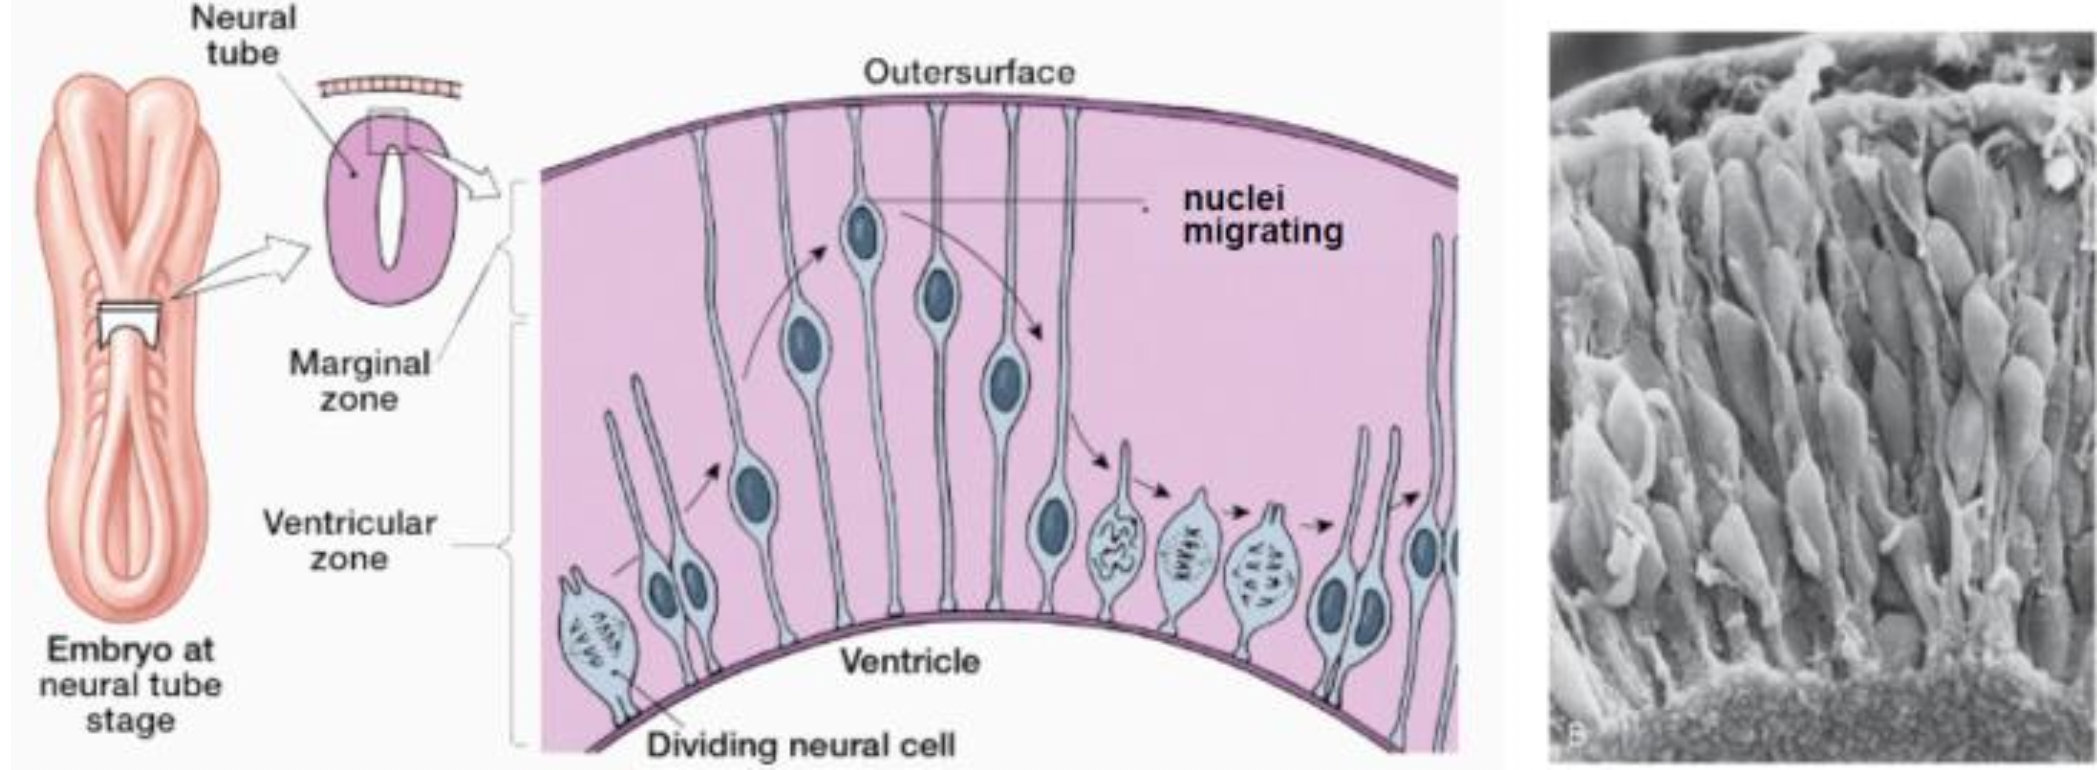 Neural
tube
Outersurface
nuclei
migrating
Marginal
zone
Ventricular
zone
Embryo at
neural tube
stage
Ventricle
Dividing neural cell
B